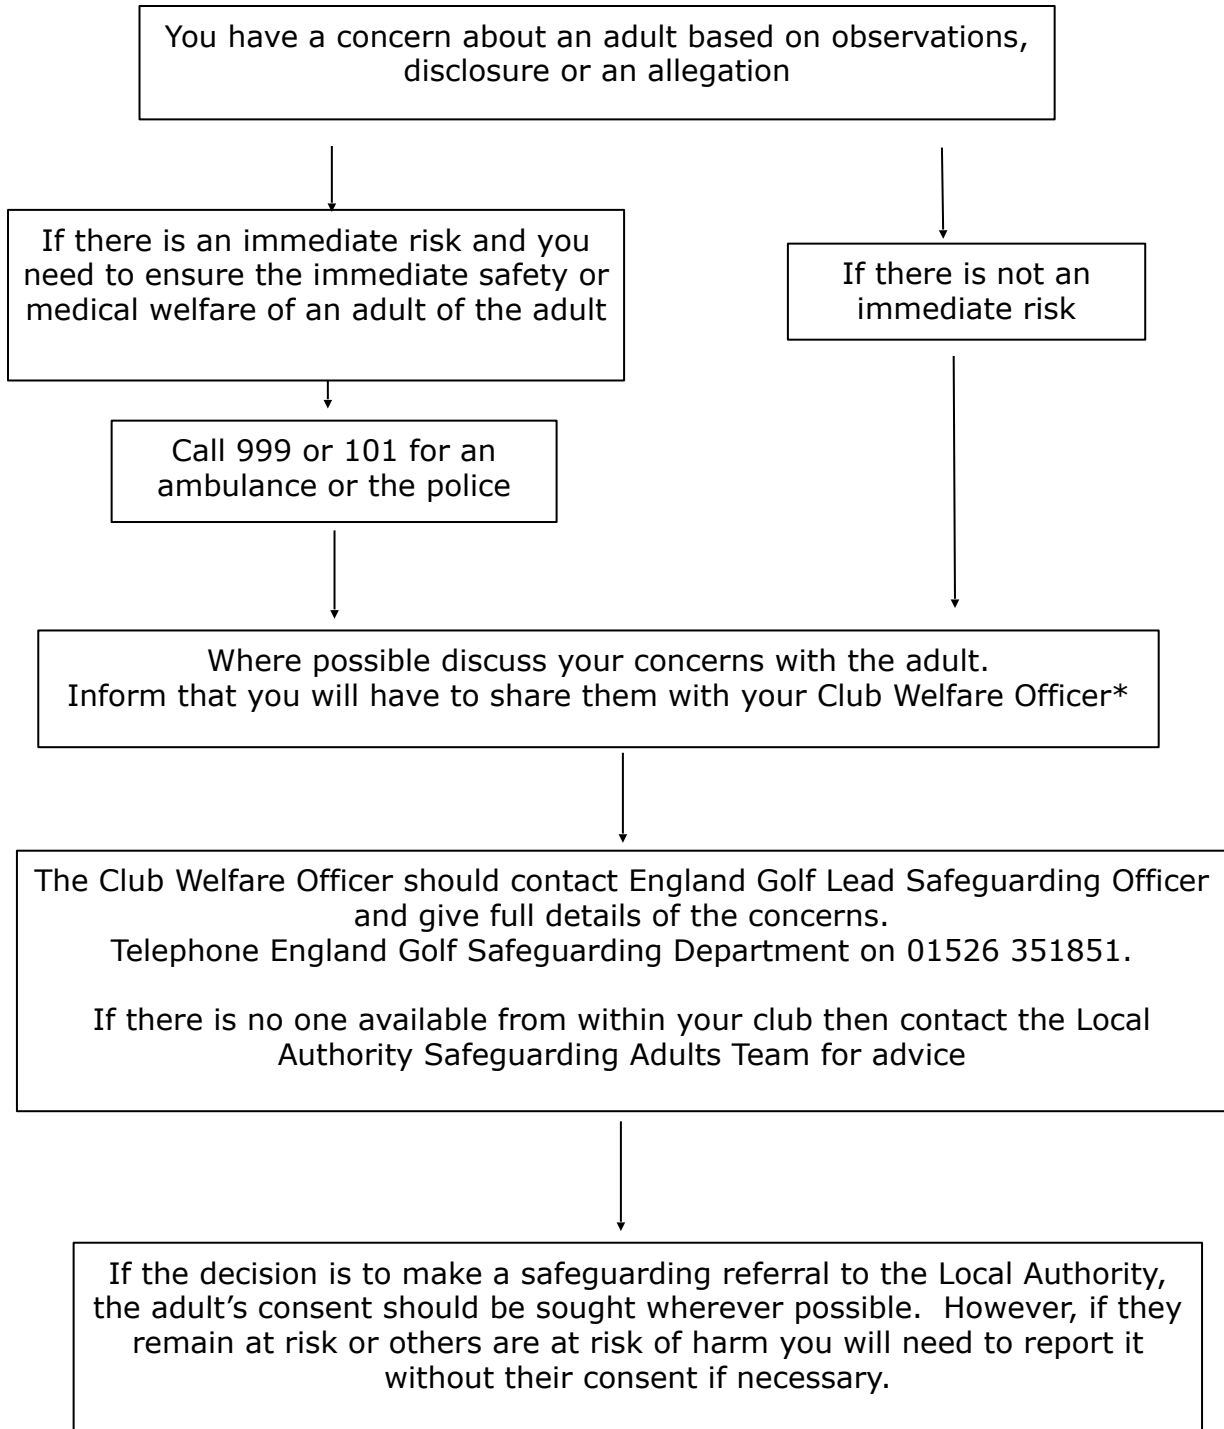 You have a concern about an adult based on observations,
disclosure or an allegation
If there is an immediate risk and you
need to ensure the immediate safety or
medical welfare of an adult of the adult
If there is not an
immediate risk
Call 999 or 101 for an
ambulance or the police
Where possible discuss your concerns with the adult.
Inform that you will have to share them with your Club Welfare Officer*
The Club Welfare Officer should contact England Golf Lead Safeguarding Officer
and give full details of the concerns.
Telephone England Golf Safeguarding Department on 01526 351851.
If there is no one available from within your club then contact the Local
Authority Safeguarding Adults Team for advice
If the decision is to make a safeguarding referral to the Local Authority,
the adult’s consent should be sought wherever possible.  However, if they
remain at risk or others are at risk of harm you will need to report it
without their consent if necessary.